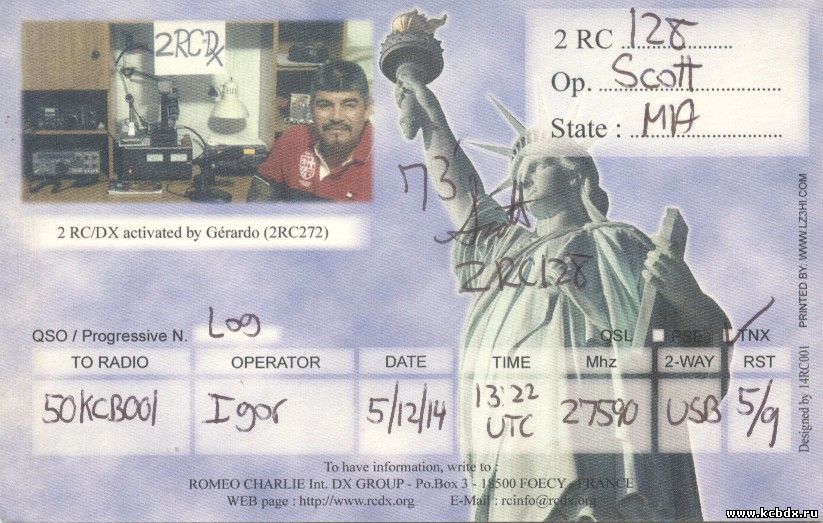 2RC-DX
2 RC/DX activated by Gérardo (2RC272)
2 RC 128
Op. Scott
State : MA
73'
Scott
2RC128
QSO / Progressive N. Log
QSL PSE TNX
TO RADIO OPERATOR DATE TIME Mhz 2-WAY RST
50KCB001 Igor 5/12/14 13:22 UTC 27590 USB 5/9
To have information, write to :
ROMEO CHARLIE Int. DX GROUP - Po.Box 3 - 18500 FOECY - FRANCE
WEB page : http://www.rcdx.org E-Mail : rcinfo@rcdx.org
Designed by 14RC001 PRINTED BY: WWW.LZ3HI.COM
www.kcbdx.ru